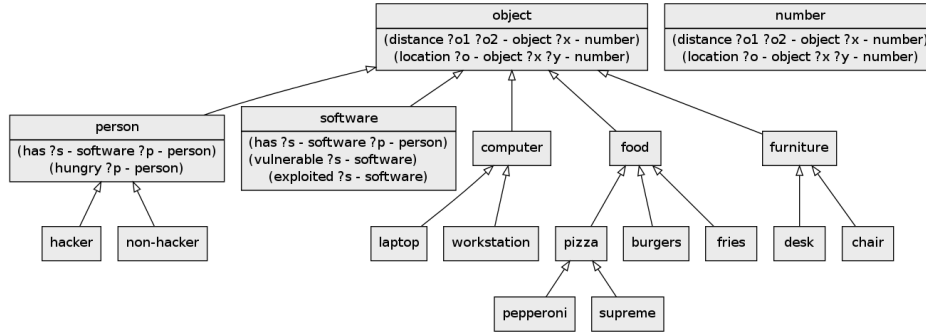 object
(distance ?o1 ?o2 - object ?x - number)
(location ?o - object ?x ?y - number)
number
(distance ?o1 ?o2 - object ?x - number)
(location ?o - object ?x ?y - number)
person
(has ?s - software ?p - person)
(hungry ?p - person)
software
(has ?s - software ?p - person)
(vulnerable ?s - software)
(exploited ?s - software)
computer
food
furniture
hacker
non-hacker
laptop
workstation
pizza
burgers
fries
desk
chair
pepperoni
supreme